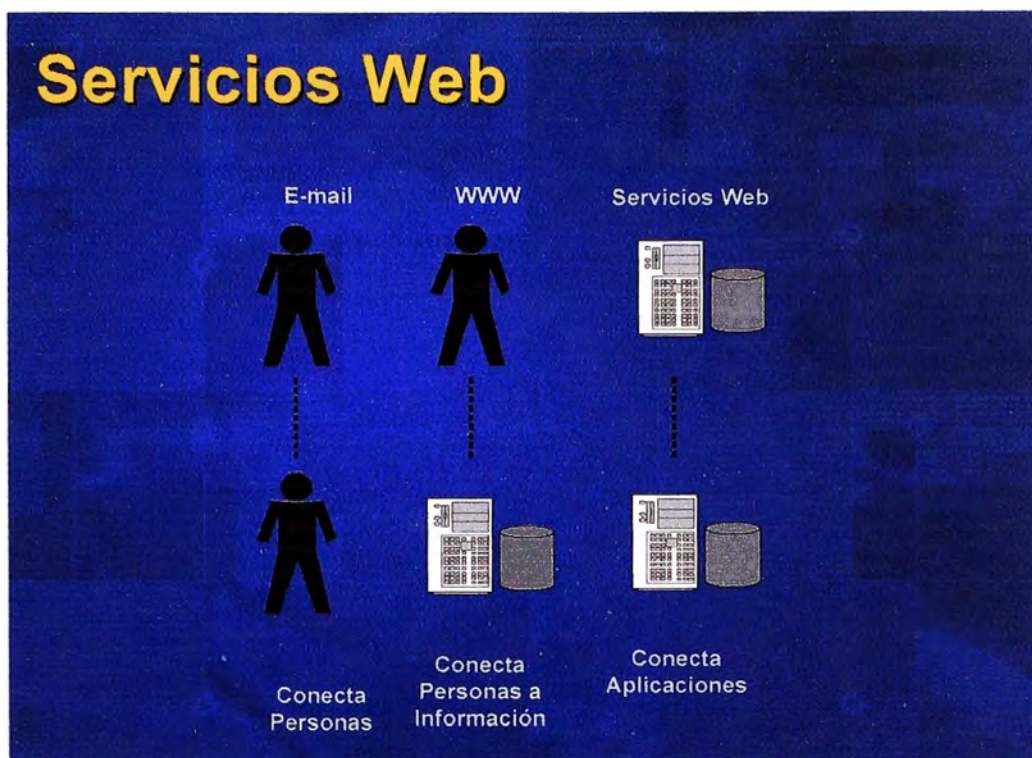 Servicios Web
E-mail
WWW
Servicios Web
Conecta
Personas
Conecta
Personas a
Información
Conecta
Aplicaciones